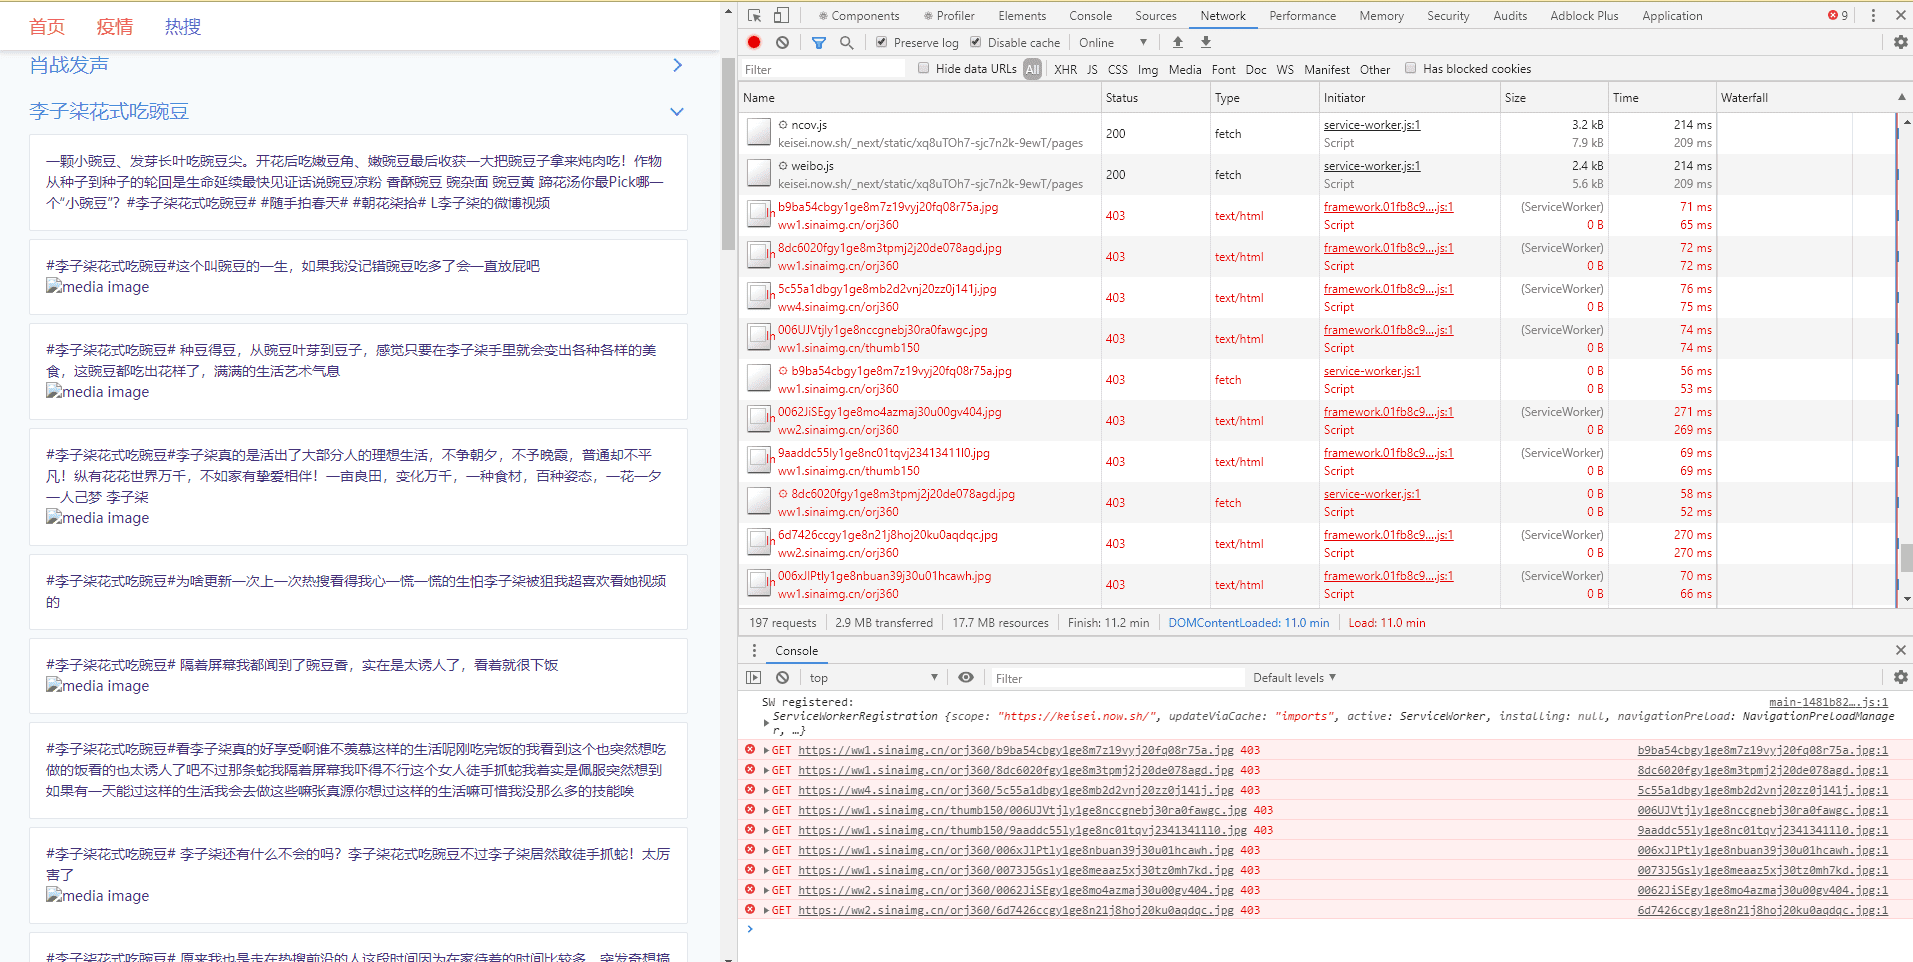 首页 疫情 热搜
肖战发声
李子柒花式吃豌豆
一颗小豌豆、发芽长叶吃豌豆尖。开花后吃嫩豆角、嫩豌豆最后收获一大把豌豆子拿来炖肉吃！作物
从种子到种子的轮回是生命延续最快见证话说豌豆凉粉 香酥豌豆 豌杂面 豌豆黄 蹄花汤你最Pick哪一
个“小豌豆”？#李子柒花式吃豌豆# #随手拍春天# #朝花柒拾# L李子柒的微博视频
#李子柒花式吃豌豆#这个叫豌豆的一生，如果我没记错豌豆吃多了会一直放屁吧
media image
#李子柒花式吃豌豆# 种豆得豆，从豌豆叶芽到豆子，感觉只要在李子柒手里就会变出各种各样的美
食，这豌豆都吃出花样了，满满的生活艺术气息
media image
#李子柒花式吃豌豆#李子柒真的是活出了大部分人的理想生活，不争朝夕，不予晚霞，普通却不平
凡！纵有花花世界万千，不如家有挚爱相伴！一亩良田，变化万千，一种食材，百种姿态，一花一夕
一人己梦 李子柒
media image
#李子柒花式吃豌豆#为啥更新一次上一次热搜看得我心一慌一慌的生怕李子柒被狙我超喜欢看她视频
的
#李子柒花式吃豌豆# 隔着屏幕我都闻到了豌豆香，实在是太诱人了，看着就很下饭
media image
#李子柒花式吃豌豆#看李子柒真的好享受啊谁不羡慕这样的生活呢刚吃完饭的我看到这个也突然想吃
做的饭看的也太诱人了吧不过那条蛇我隔着屏幕我吓得不行这个女人徒手抓蛇我着实是佩服突然想到
如果有一天能过这样的生活我会去做这些嘛张真源你想过这样的生活嘛可惜我没那么多的技能唉
#李子柒花式吃豌豆# 李子柒还有什么不会的吗？李子柒花式吃豌豆不过李子柒居然敢徒手抓蛇！太厉
害了
media image
#李子柒花式吃豌豆# 原来我也是走在热搜前沿的人这段时间因为在家待着的时间比较多，突发奇想搞
Components Profiler Elements Console Sources Network Performance Memory Security Audits Adblock Plus Application 9
Preserve log Disable cache Online
Filter Hide data URLs All XHR JS CSS Img Media Font Doc WS Manifest Other Has blocked cookies
Name Status Type Initiator Size Time Waterfall
ncov.js 200 fetch service-worker.js:1 3.2 kB 214 ms
keisei.now.sh/_next/static/xq8uTOh7-sjc7n2k-9ewT/pages Script 7.9 kB 209 ms
weibo.js 200 fetch service-worker.js:1 2.4 kB 214 ms
keisei.now.sh/_next/static/xq8uTOh7-sjc7n2k-9ewT/pages Script 5.6 kB 209 ms
b9ba54cbgy1ge8m7z19vyj20fq08r75a.jpg 403 text/html framework.01fb8c9....js:1 (ServiceWorker) 71 ms
ww1.sinaimg.cn/orj360 Script 0 B 65 ms
8dc6020fgy1ge8m3tpmj2j20de078agd.jpg 403 text/html framework.01fb8c9....js:1 (ServiceWorker) 72 ms
ww1.sinaimg.cn/orj360 Script 0 B 72 ms
5c55a1dbgy1ge8mb2d2vnj20zz0j141j.jpg 403 text/html framework.01fb8c9....js:1 (ServiceWorker) 76 ms
ww4.sinaimg.cn/orj360 Script 0 B 75 ms
006UJVtjly1ge8nccgnebj30ra0fawgc.jpg 403 text/html framework.01fb8c9....js:1 (ServiceWorker) 74 ms
ww1.sinaimg.cn/thumb150 Script 0 B 74 ms
b9ba54cbgy1ge8m7z19vyj20fq08r75a.jpg 403 fetch service-worker.js:1 0 B 56 ms
ww1.sinaimg.cn/orj360 Script 0 B 53 ms
0062JiSEgy1ge8mo4azmaj30u00gv404.jpg 403 text/html framework.01fb8c9....js:1 (ServiceWorker) 271 ms
ww2.sinaimg.cn/orj360 Script 0 B 269 ms
9aaddc55ly1ge8nc01tqvj23413411l0.jpg 403 text/html framework.01fb8c9....js:1 (ServiceWorker) 69 ms
ww1.sinaimg.cn/thumb150 Script 0 B 69 ms
8dc6020fgy1ge8m3tpmj2j20de078agd.jpg 403 fetch service-worker.js:1 0 B 58 ms
ww1.sinaimg.cn/orj360 Script 0 B 52 ms
6d7426ccgy1ge8n21j8hoj20ku0aqdqc.jpg 403 text/html framework.01fb8c9....js:1 (ServiceWorker) 270 ms
ww2.sinaimg.cn/orj360 Script 0 B 270 ms
006xJlPtly1ge8nbuan39j30u01hcawh.jpg 403 text/html framework.01fb8c9....js:1 (ServiceWorker) 70 ms
ww1.sinaimg.cn/orj360 Script 0 B 66 ms
197 requests 2.9 MB transferred 17.7 MB resources Finish: 11.2 min DOMContentLoaded: 11.0 min Load: 11.0 min
Console
top Filter Default levels
SW registered: main-1481b82….js:1
ServiceWorkerRegistration {scope: "https://keisei.now.sh/", updateViaCache: "imports", active: ServiceWorker, installing: null, navigationPreload: NavigationPreloadManage
r, …}
GET https://ww1.sinaimg.cn/orj360/b9ba54cbgy1ge8m7z19vyj20fq08r75a.jpg 403 b9ba54cbgy1ge8m7z19vyj20fq08r75a.jpg:1
GET https://ww1.sinaimg.cn/orj360/8dc6020fgy1ge8m3tpmj2j20de078agd.jpg 403 8dc6020fgy1ge8m3tpmj2j20de078agd.jpg:1
GET https://ww4.sinaimg.cn/orj360/5c55a1dbgy1ge8mb2d2vnj20zz0j141j.jpg 403 5c55a1dbgy1ge8mb2d2vnj20zz0j141j.jpg:1
GET https://ww1.sinaimg.cn/thumb150/006UJVtjly1ge8nccgnebj30ra0fawgc.jpg 403 006UJVtjly1ge8nccgnebj30ra0fawgc.jpg:1
GET https://ww1.sinaimg.cn/thumb150/9aaddc55ly1ge8nc01tqvj23413411l0.jpg 403 9aaddc55ly1ge8nc01tqvj23413411l0.jpg:1
GET https://ww1.sinaimg.cn/orj360/006xJlPtly1ge8nbuan39j30u01hcawh.jpg 403 006xJlPtly1ge8nbuan39j30u01hcawh.jpg:1
GET https://ww1.sinaimg.cn/orj360/0073J5Gsly1ge8meaaz5xj30tz0mh7kd.jpg 403 0073J5Gsly1ge8meaaz5xj30tz0mh7kd.jpg:1
GET https://ww2.sinaimg.cn/orj360/0062JiSEgy1ge8mo4azmaj30u00gv404.jpg 403 0062JiSEgy1ge8mo4azmaj30u00gv404.jpg:1
GET https://ww2.sinaimg.cn/orj360/6d7426ccgy1ge8n21j8hoj20ku0aqdqc.jpg 403 6d7426ccgy1ge8n21j8hoj20ku0aqdqc.jpg:1